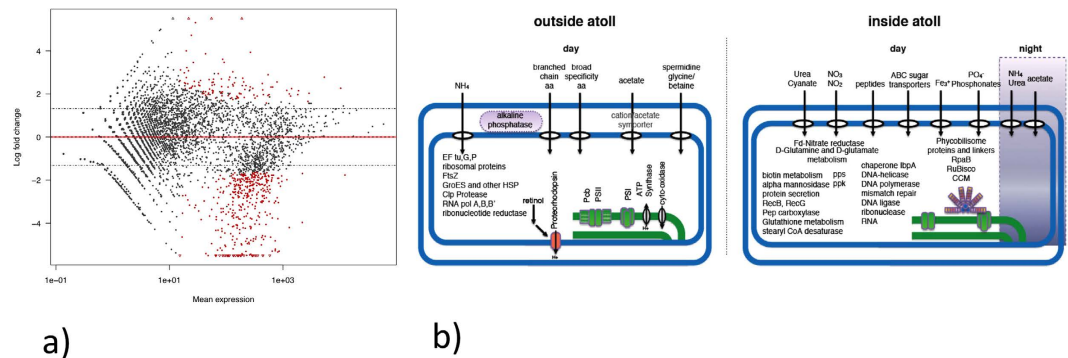 4
2
0
−2
−4
Log fold change
1e−01
1e+01
1e+03
Mean expression
a)
outside atoll
day
NH₄
branched
chain
aa
broad
specificity
aa
acetate
spermidine
glycine/
betaine
alkaline
phosphatase
cation/acetate
symporter
EF tu,G,P
ribosomal proteins
FtsZ
GroES and other HSP
Clp Protease
RNA pol A,B,B'
ribonucleotide reductase
retinol
Proteorhodopsin
Pcb
PSII
PSI
ATP
Synthase
cyto-oxidase
b)
inside atoll
day
night
Urea
Cyanate
NO₃
NO₂
peptides
ABC sugar
transporters
Fe₃⁺
PO₄⁻
Phosphonates
NH₄
Urea
acetate
Fd-Nitrate reductase
D-Glutamine and D-glutamate
metabolism
biotin metabolism
alpha mannosidase
protein secretion
RecB, RecG
Pep carboxylase
Glutathione metabolism
stearyl CoA desaturase
pps
ppk
chaperone IbpA
DNA-helicase
DNA polymerase
mismatch repair
DNA ligase
ribonuclease
RNA
Phycobilisome
proteins and linkers
RpaB
RuBisco
CCM